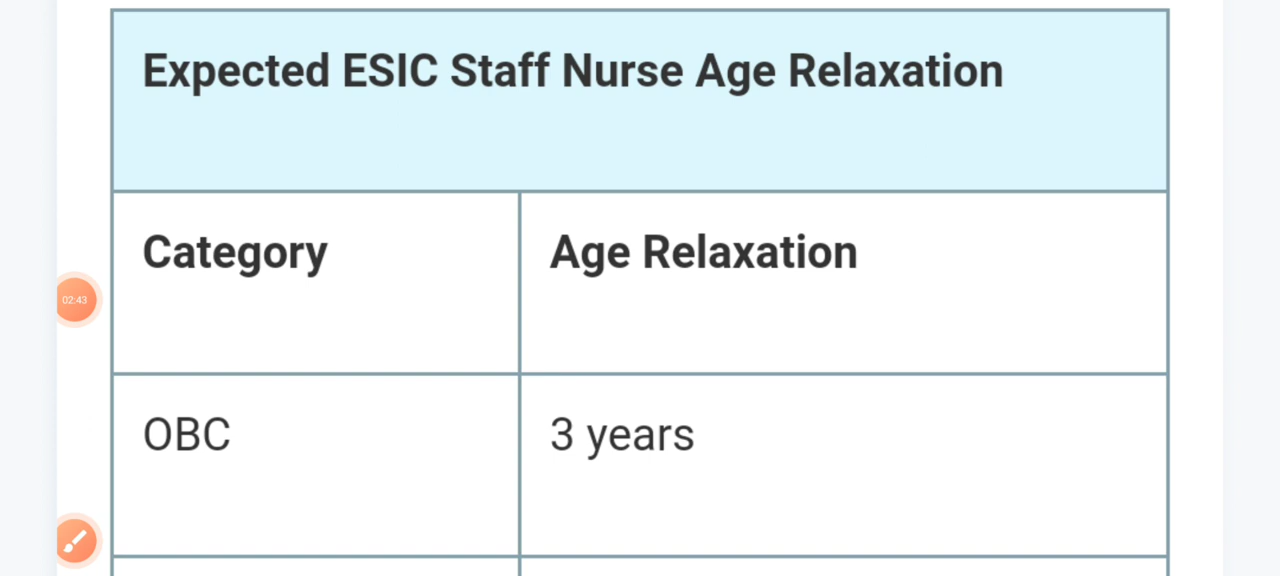 Expected ESIC Staff Nurse Age Relaxation
Category Age Relaxation
02:43
OBC 3 years